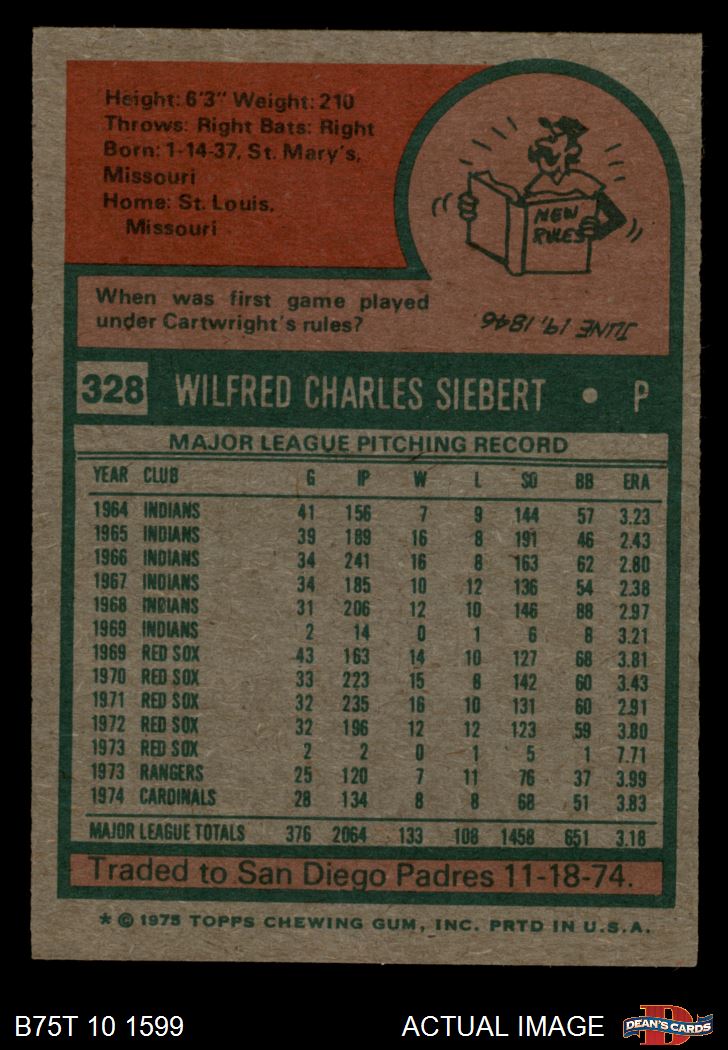 Height: 6'3" Weight: 210
Throws: Right Bats: Right
Born: 1-14-37, St. Mary's,
Missouri
Home: St. Louis,
Missouri
NEW
RULES
When was first game played
under Cartwright's rules?
JUNE 19, 1846
328 WILFRED CHARLES SIEBERT • P
MAJOR LEAGUE PITCHING RECORD
YEAR CLUB G IP W L SO BB ERA
1964 INDIANS 41 156 7 9 144 57 3.23
1965 INDIANS 39 189 16 8 191 46 2.43
1966 INDIANS 34 241 16 8 163 62 2.80
1967 INDIANS 34 185 10 12 136 54 2.38
1968 INDIANS 31 206 12 10 146 88 2.97
1969 INDIANS 2 14 0 1 6 8 3.21
1969 RED SOX 43 163 14 10 127 68 3.81
1970 RED SOX 33 223 15 8 142 60 3.43
1971 RED SOX 32 235 16 10 131 60 2.91
1972 RED SOX 32 196 12 12 123 59 3.80
1973 RED SOX 2 2 0 1 5 1 7.71
1973 RANGERS 25 120 7 11 76 37 3.99
1974 CARDINALS 28 134 8 8 68 51 3.83
MAJOR LEAGUE TOTALS 376 2064 133 108 1458 651 3.18
Traded to San Diego Padres 11-18-74.
* © 1975 TOPPS CHEWING GUM, INC. PRTD IN U.S.A.
B75T 10 1599 ACTUAL IMAGE D DEAN'S CARDS